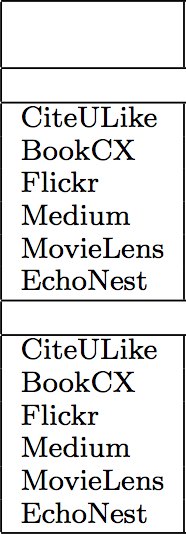 CiteULike
BookCX
Flickr
Medium
MovieLens
EchoNest
CiteULike
BookCX
Flickr
Medium
MovieLens
EchoNest